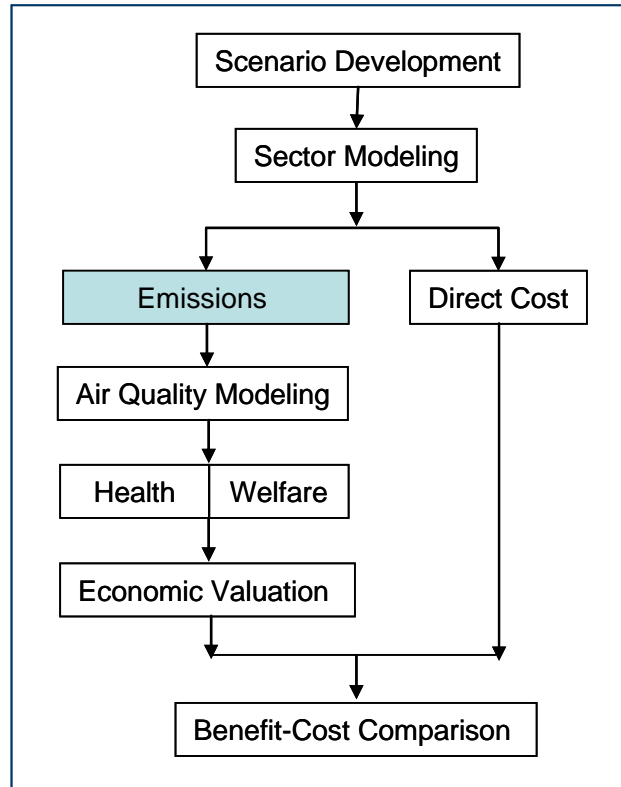 Scenario Development
Sector Modeling
Emissions
Direct Cost
Air Quality Modeling
Health
Welfare
Economic Valuation
Benefit-Cost Comparison